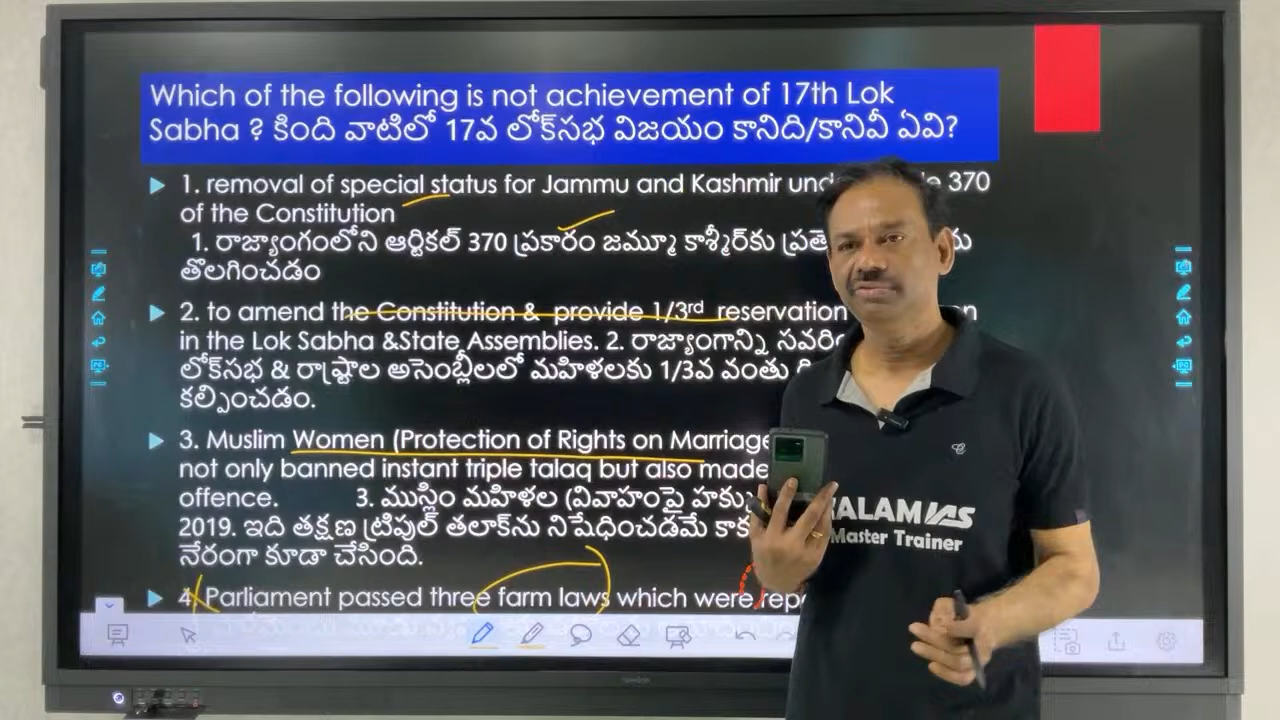 Which of the following is not achievement of 17th Lok
Sabha ? కింది వాటిలో 17వ లోక్‌సభ విజయం కానిది/కానివీ ఏవి?
1. removal of special status for Jammu and Kashmir 370
of the Constitution
1. రాజ్యాంగంలోని ఆర్టికల్ 370 ప్రకారం జమ్మూ కాశ్మీర్‌కు
తొలగించడం
2. to amend the Constitution & provide 1/3rd reservation
in the Lok Sabha &State Assemblies. 2. రాజ్యాంగాన్ని
లోక్‌సభ & రాష్ట్రాల అసెంబ్లీలలో మహిళలకు 1/3వ వంతు
కల్పించడం.
3. Muslim Women (Protection of Rights on Marriage
not only banned instant triple talaq but also made
offence. 3. ముస్లిం మహిళల (వివాహంపై
2019. ఇది తక్షణ ట్రిపుల్ తలాక్‌ను నిషేధించడమే
నేరంగా కూడా చేసింది.
4. Parliament passed three farm laws which were
KALAM IAS
Master Trainer